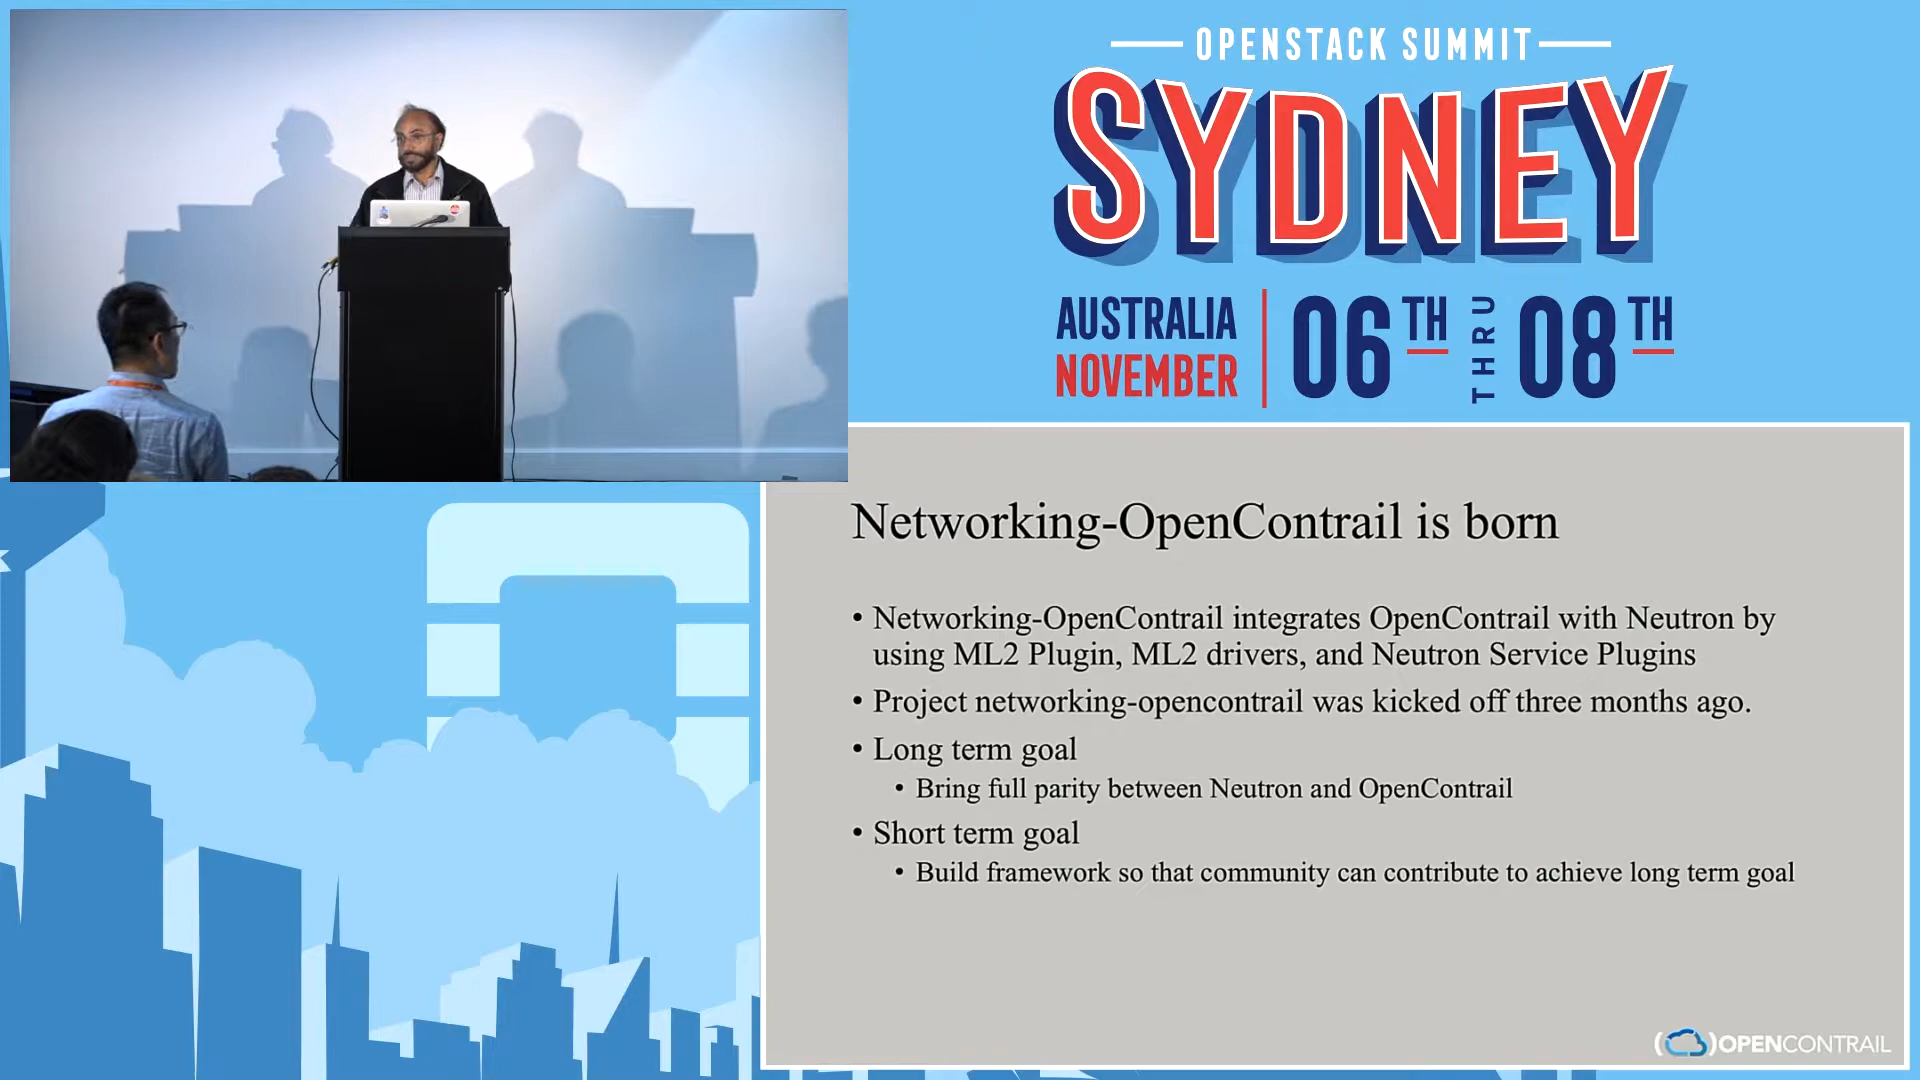 OPENSTACK SUMMIT
SYDNEY
AUSTRALIA
NOVEMBER
06TH THRU 08TH
Networking-OpenContrail is born
• Networking-OpenContrail integrates OpenContrail with Neutron by
using ML2 Plugin, ML2 drivers, and Neutron Service Plugins
• Project networking-opencontrail was kicked off three months ago.
• Long term goal
• Bring full parity between Neutron and OpenContrail
• Short term goal
• Build framework so that community can contribute to achieve long term goal
OPENCONTRAIL